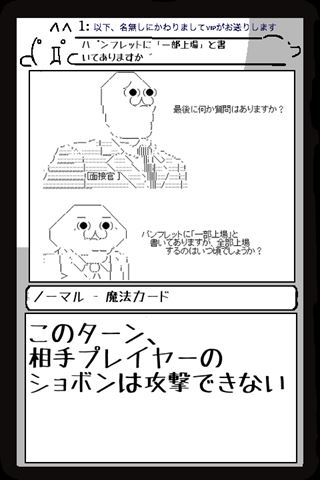 1: 以下、名無しにかわりましてVIPがお送りします
パンフレットに「一部上場」と書
いてありますか
最後に何か質問はありますか?
[面接官]
パンフレットに「一部上場」と
書いてありますが、全部上場
するのはいつ頃でしょうか?
ノーマル - 魔法カード
このターン、
相手プレイヤーの
ショボンは攻撃できない